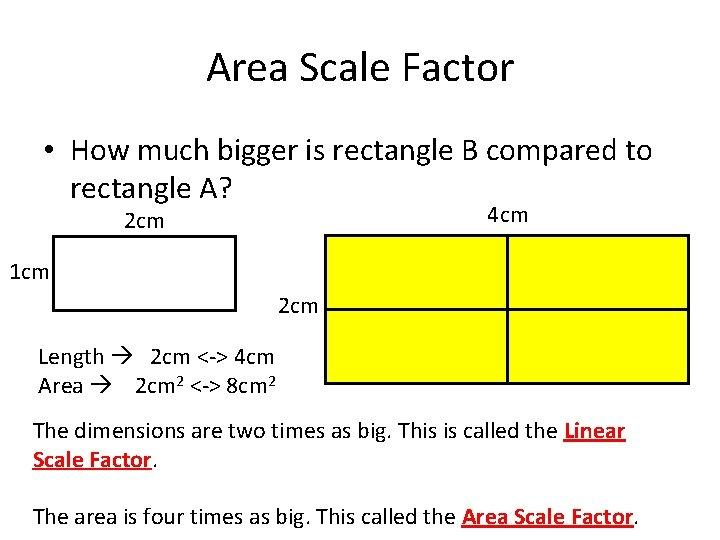 Area Scale Factor
• How much bigger is rectangle B compared to
rectangle A?
2cm
4cm
1cm
2cm
Length → 2cm <-> 4cm
Area → 2cm² <-> 8cm²
The dimensions are two times as big. This is called the Linear
Scale Factor.
The area is four times as big. This called the Area Scale Factor.